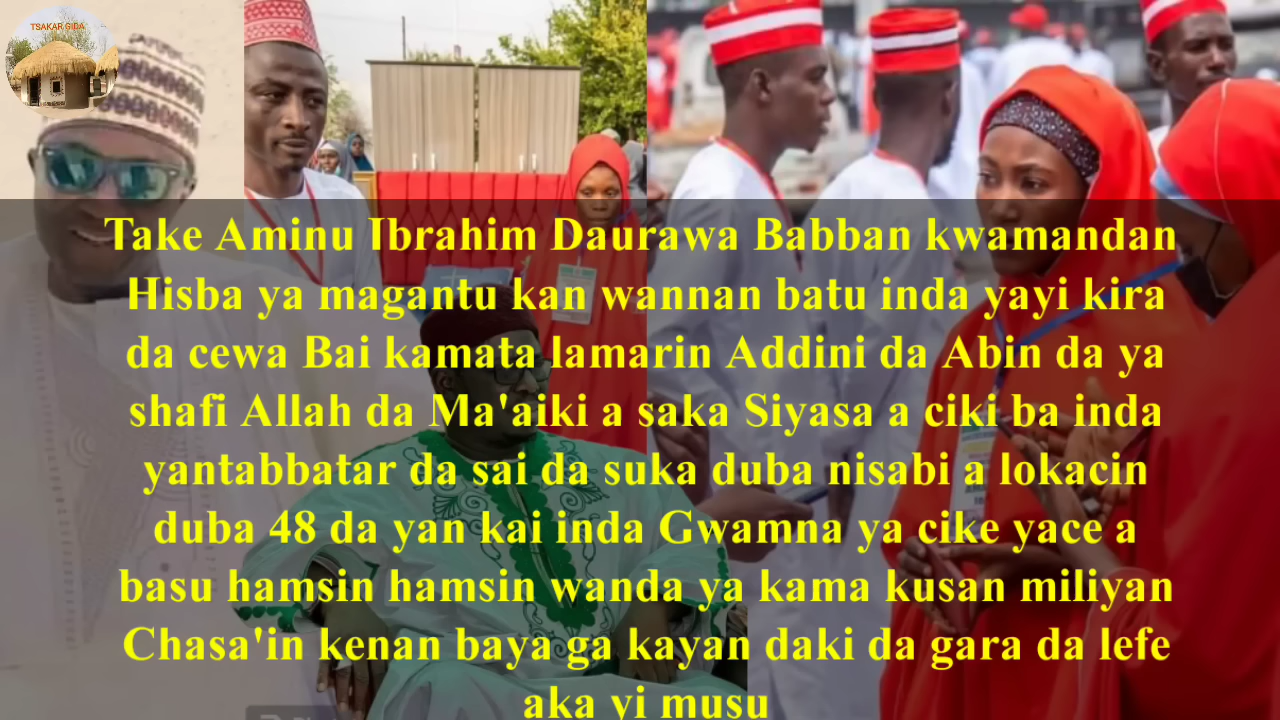 TSAKAR GIDA
Take Aminu Ibrahim Daurawa Babban kwamandan
Hisba ya magantu kan wannan batu inda yayi kira
da cewa Bai kamata lamarin Addini da Abin da ya
shafi Allah da Ma'aiki a saka Siyasa a ciki ba inda
yantabbatar da sai da suka duba nisabi a lokacin
duba 48 da yan kai inda Gwamna ya cike yace a
basu hamsin hamsin wanda ya kama kusan miliyan
Chasa'in kenan baya ga kayan daki da gara da lefe
aka yi musu